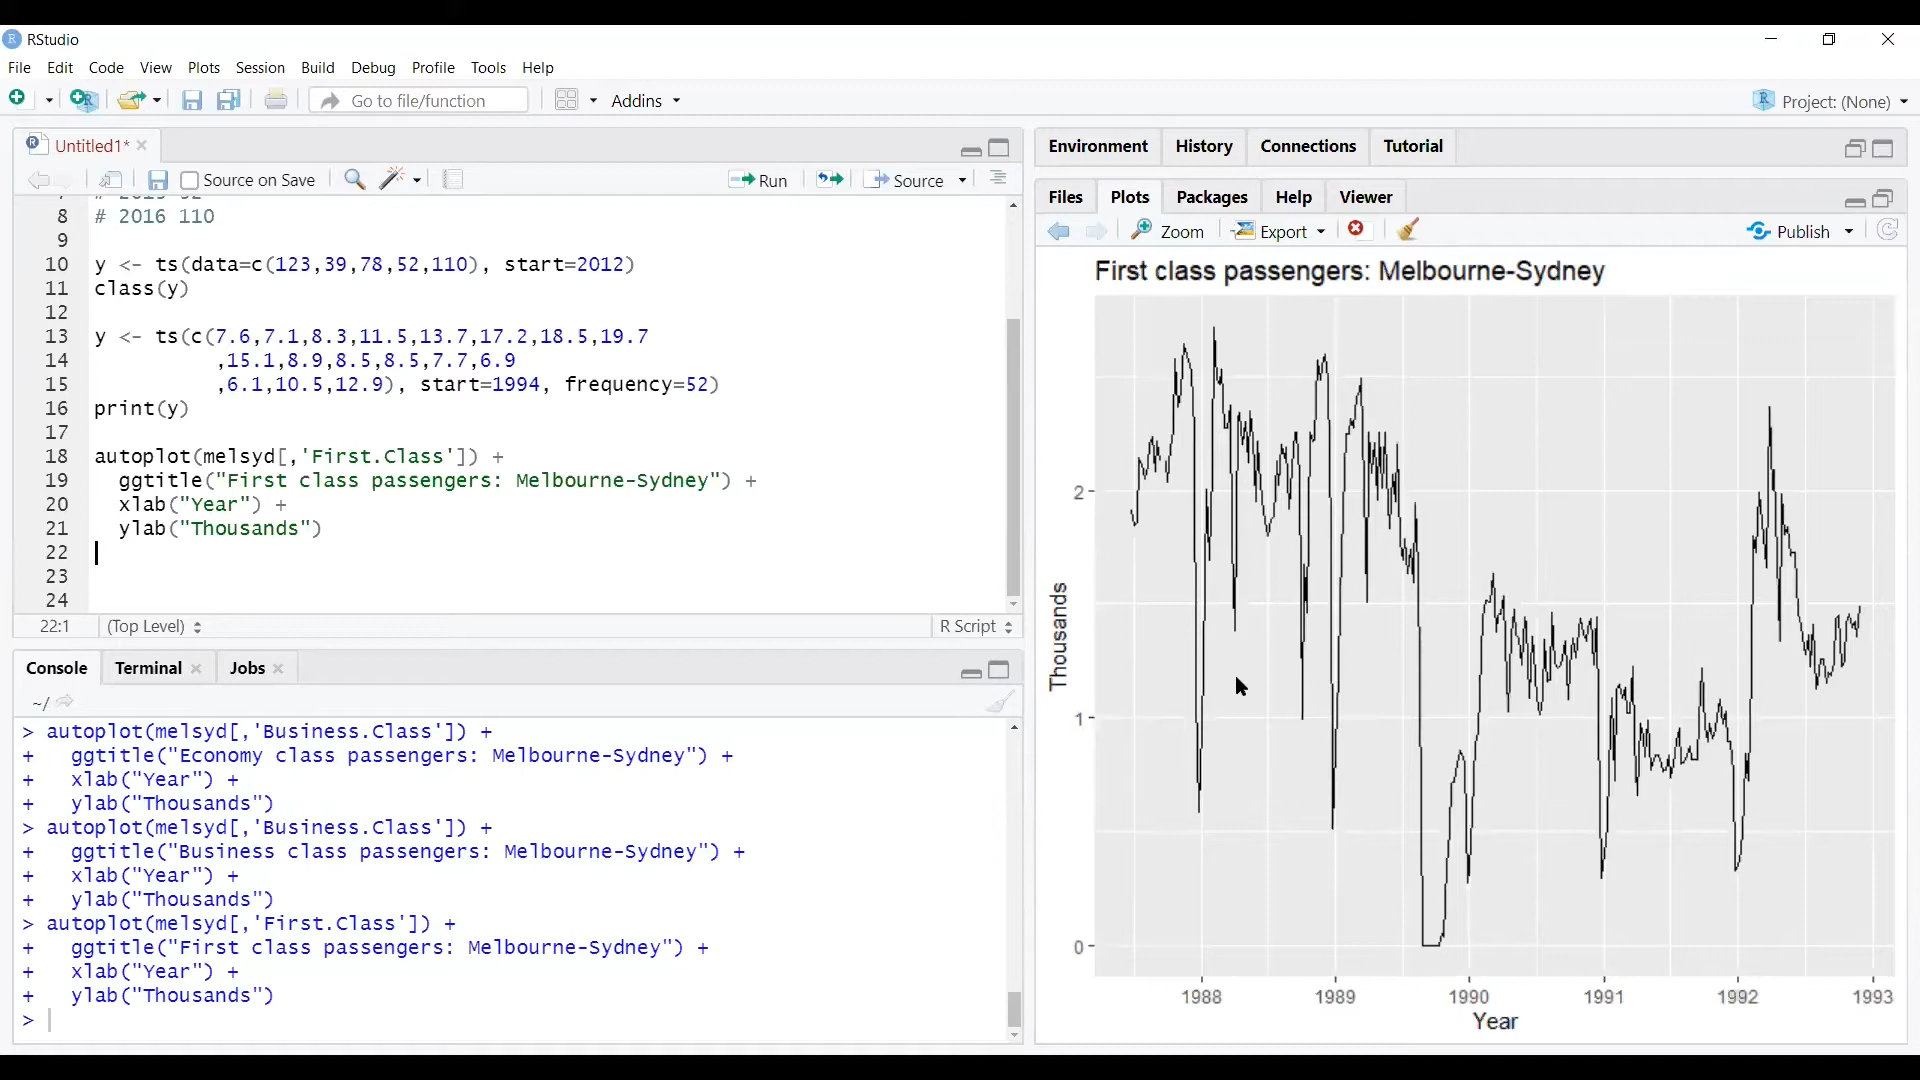 RStudio
File Edit Code View Plots Session Build Debug Profile Tools Help
Go to file/function
Addins
Project: (None)
Untitled1*
Source on Save
Run
Source
8 # 2016 110
9
10 y <- ts(data=c(123,39,78,52,110), start=2012)
11 class(y)
12
13 y <- ts(c(7.6,7.1,8.3,11.5,13.7,17.2,18.5,19.7
14 ,15.1,8.9,8.5,8.5,7.7,6.9
15 ,6.1,10.5,12.9), start=1994, frequency=52)
16 print(y)
17
18 autoplot(melsyd[,'First.Class']) +
19 ggtitle("First class passengers: Melbourne-Sydney") +
20 xlab("Year") +
21 ylab("Thousands")
22
23
24
22:1 (Top Level) R Script
Console Terminal Jobs
~/
> autoplot(melsyd[,'Business.Class']) +
+ ggtitle("Economy class passengers: Melbourne-Sydney") +
+ xlab("Year") +
+ ylab("Thousands")
> autoplot(melsyd[,'Business.Class']) +
+ ggtitle("Business class passengers: Melbourne-Sydney") +
+ xlab("Year") +
+ ylab("Thousands")
> autoplot(melsyd[,'First.Class']) +
+ ggtitle("First class passengers: Melbourne-Sydney") +
+ xlab("Year") +
+ ylab("Thousands")
>
Environment History Connections Tutorial
Files Plots Packages Help Viewer
Zoom Export Publish
First class passengers: Melbourne-Sydney
Thousands
2
1
0
1988 1989 1990 1991 1992 1993
Year